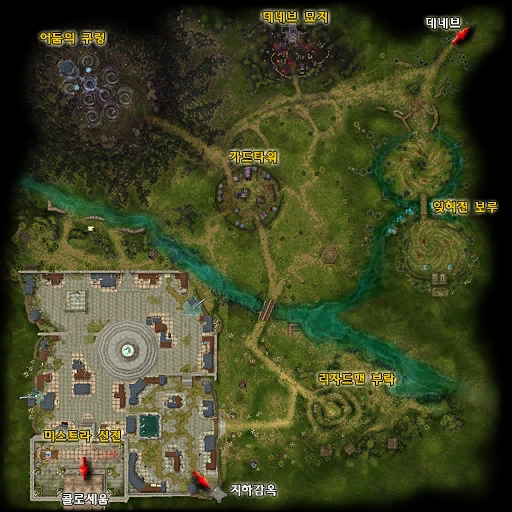 데네브 묘지
데네브
어둠의 구렁
가드타워
잊혀진 보루
리자드맨 부락
미스트라 신전
콜로세움
지하감옥